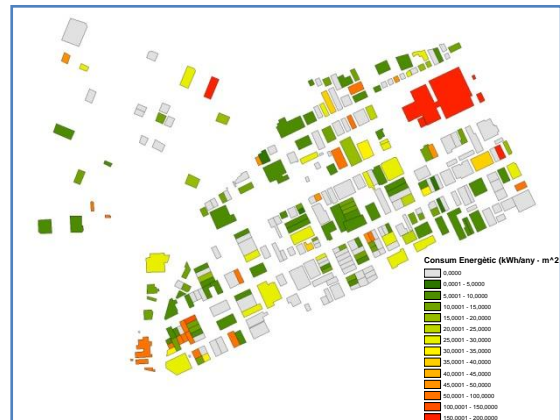 Consum Energètic (kWh/any - m^2
0,0000
0,0001 - 5,0000
5,0001 - 10,0000
10,0001 - 15,0000
15,0001 - 20,0000
20,0001 - 25,0000
25,0001 - 30,0000
30,0001 - 35,0000
35,0001 - 40,0000
40,0001 - 45,0000
45,0001 - 50,0000
50,0001 - 100,0000
100,0001 - 150,0000
150,0001 - 200,0000